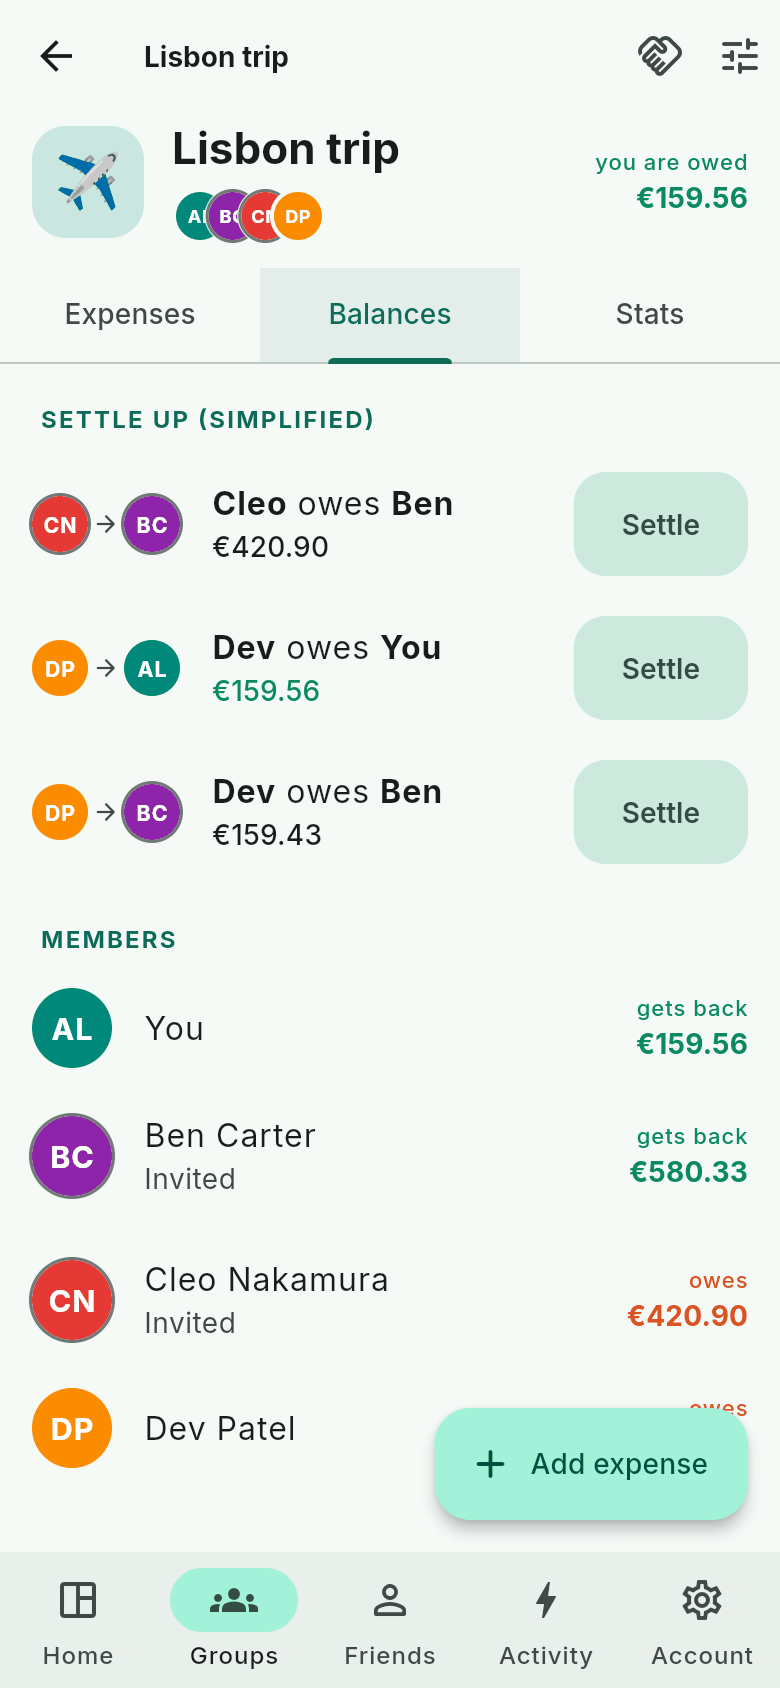 Lisbon trip
Lisbon trip
you are owed
€159.56
DP
Expenses
Balances
Stats
SETTLE UP (SIMPLIFIED)
CN → BC
Cleo owes Ben
€420.90
Settle
DP → AL
Dev owes You
€159.56
Settle
DP → BC
Dev owes Ben
€159.43
Settle
MEMBERS
AL
You
gets back
€159.56
BC
Ben Carter
Invited
gets back
€580.33
CN
Cleo Nakamura
Invited
owes
€420.90
DP
Dev Patel
owes
+ Add expense
Home
Groups
Friends
Activity
Account